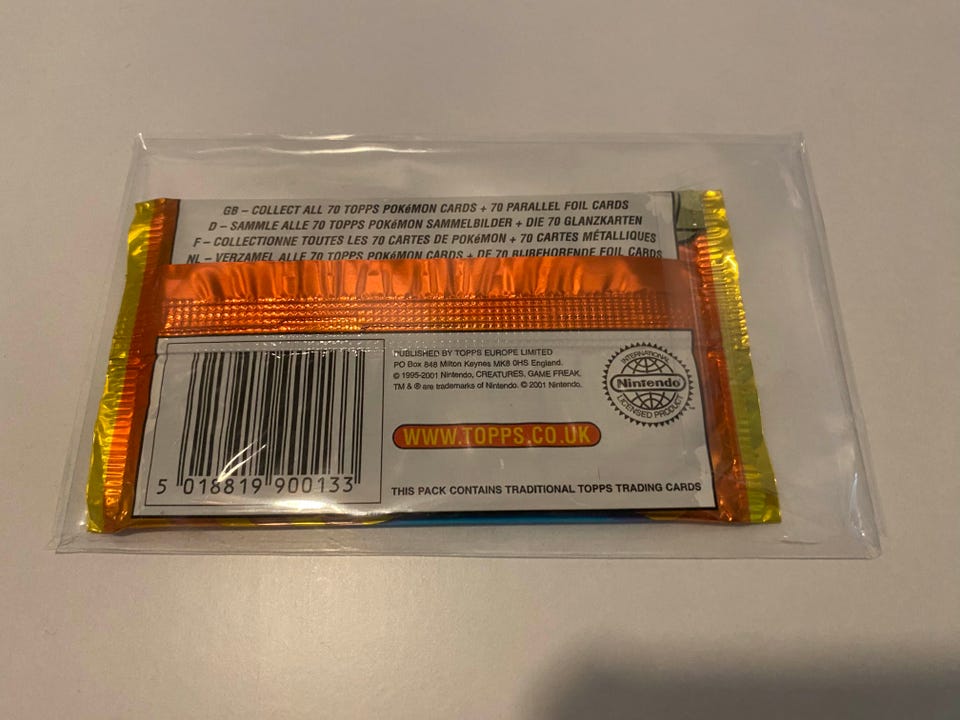 GB – COLLECT ALL 70 TOPPS POKéMON CARDS + 70 PARALLEL FOIL CARDS
D – SAMMLE ALLE 70 TOPPS POKéMON SAMMELBILDER + DIE 70 GLANZKARTEN
F – COLLECTIONNE TOUTES LES 70 CARTES DE POKéMON + 70 CARTES MÉTALLIQUES
NL – VERZAMEL ALLE 70 TOPPS POKéMON CARDS + DE 70 BIJBEHORENDE FOIL CARDS
PUBLISHED BY TOPPS EUROPE LIMITED
PO Box 848 Milton Keynes MK8 0HS England.
© 1995-2001 Nintendo, CREATURES, GAME FREAK.
TM & ® are trademarks of Nintendo. © 2001 Nintendo.
INTERNATIONAL
Nintendo
LICENSED PRODUCT
WWW.TOPPS.CO.UK
5 018819 900133
THIS PACK CONTAINS TRADITIONAL TOPPS TRADING CARDS